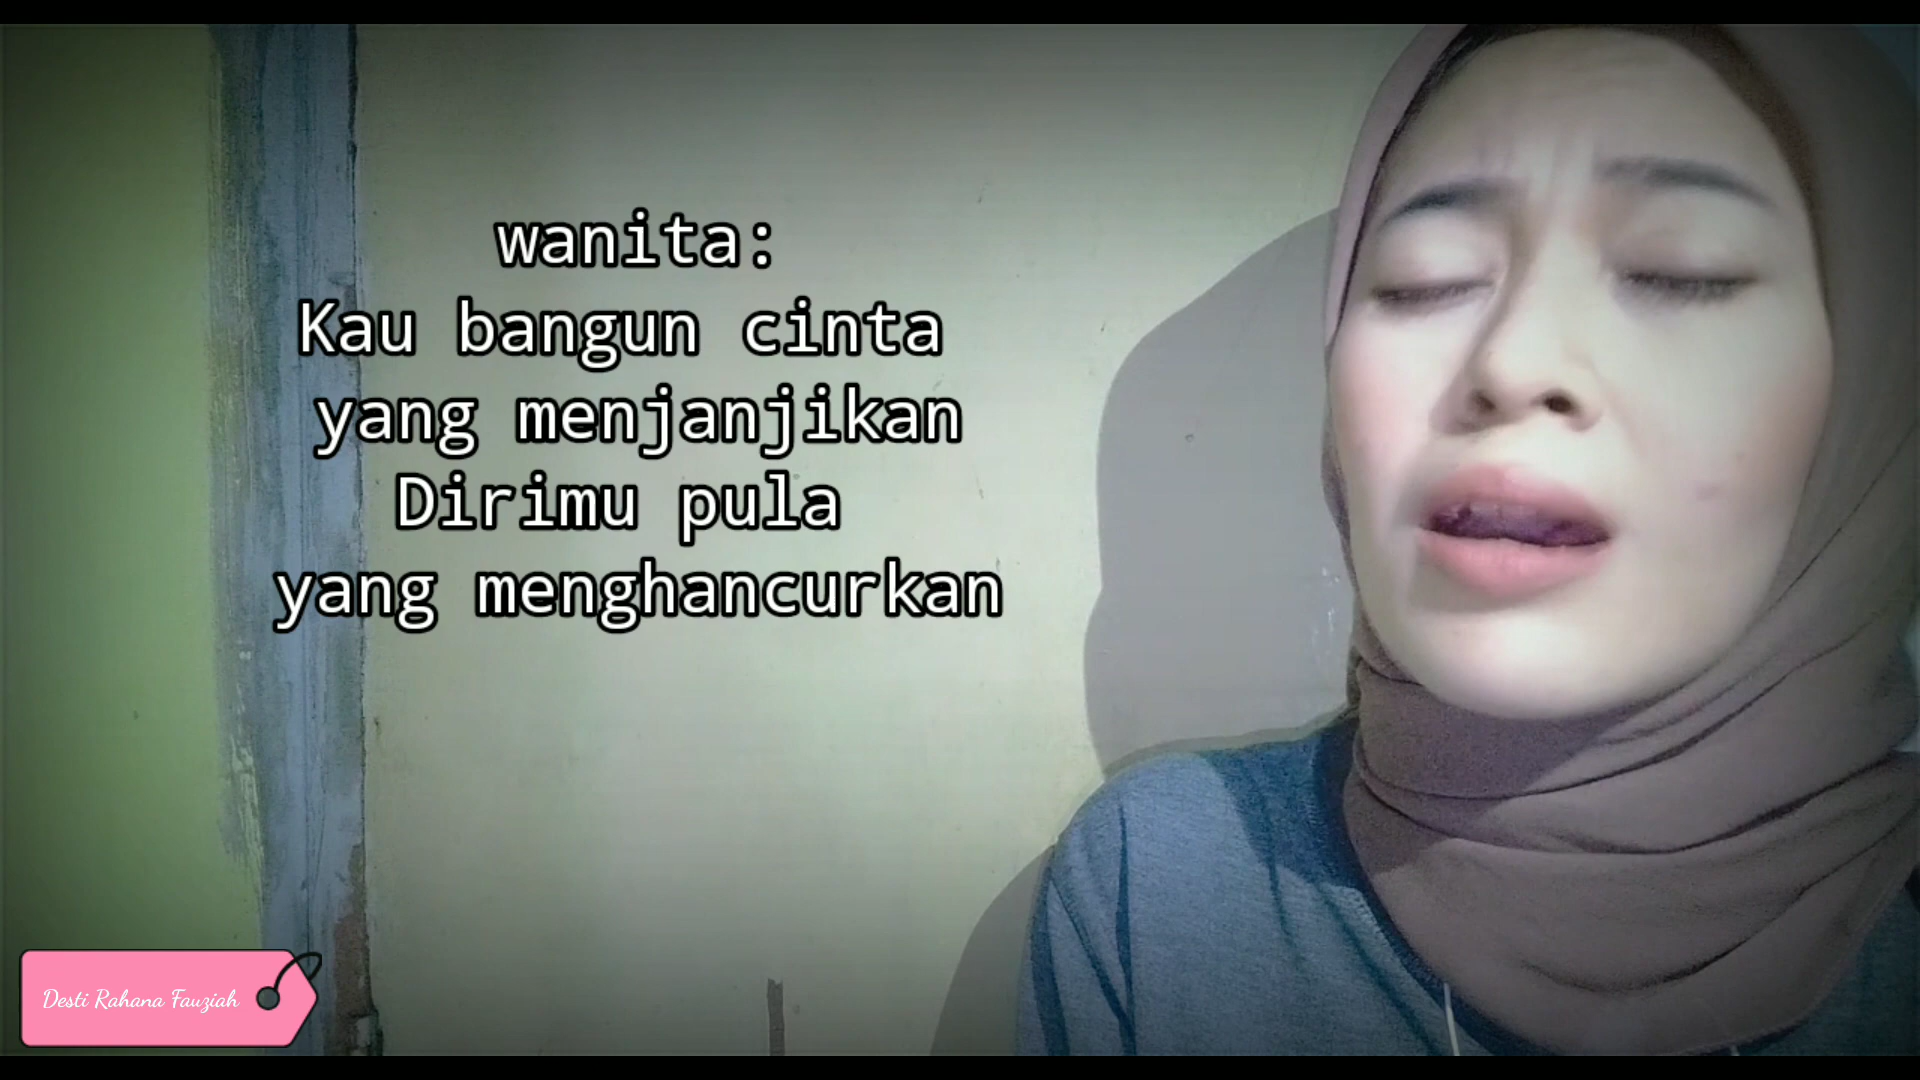 wanita:
Kau bangun cinta
yang menjanjikan
Dirimu pula
yang menghancurkan
Desti Rahana Fauziah